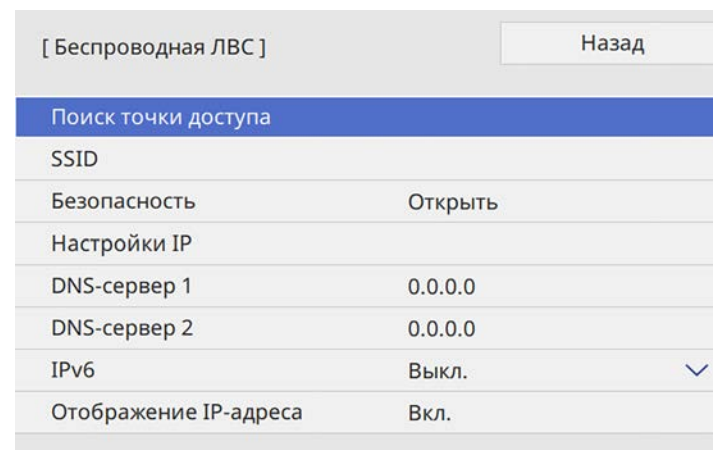 [ Беспроводная ЛВС ] Назад
Поиск точки доступа
SSID
Безопасность Открыть
Настройки IP
DNS-сервер 1 0.0.0.0
DNS-сервер 2 0.0.0.0
IPv6 Выкл.
Отображение IP-адреса Вкл.